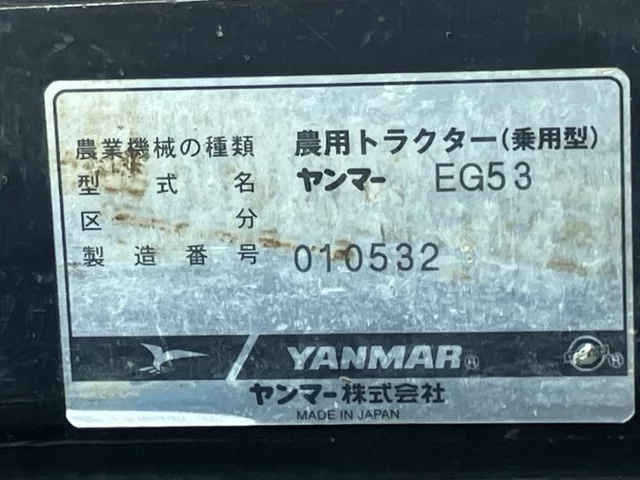 農業機械の種類 農用トラクター(乗用型)
型式名 ヤンマー EG53
区分
製造番号 010532
YANMAR®
®
ヤンマー株式会社
MADE IN JAPAN